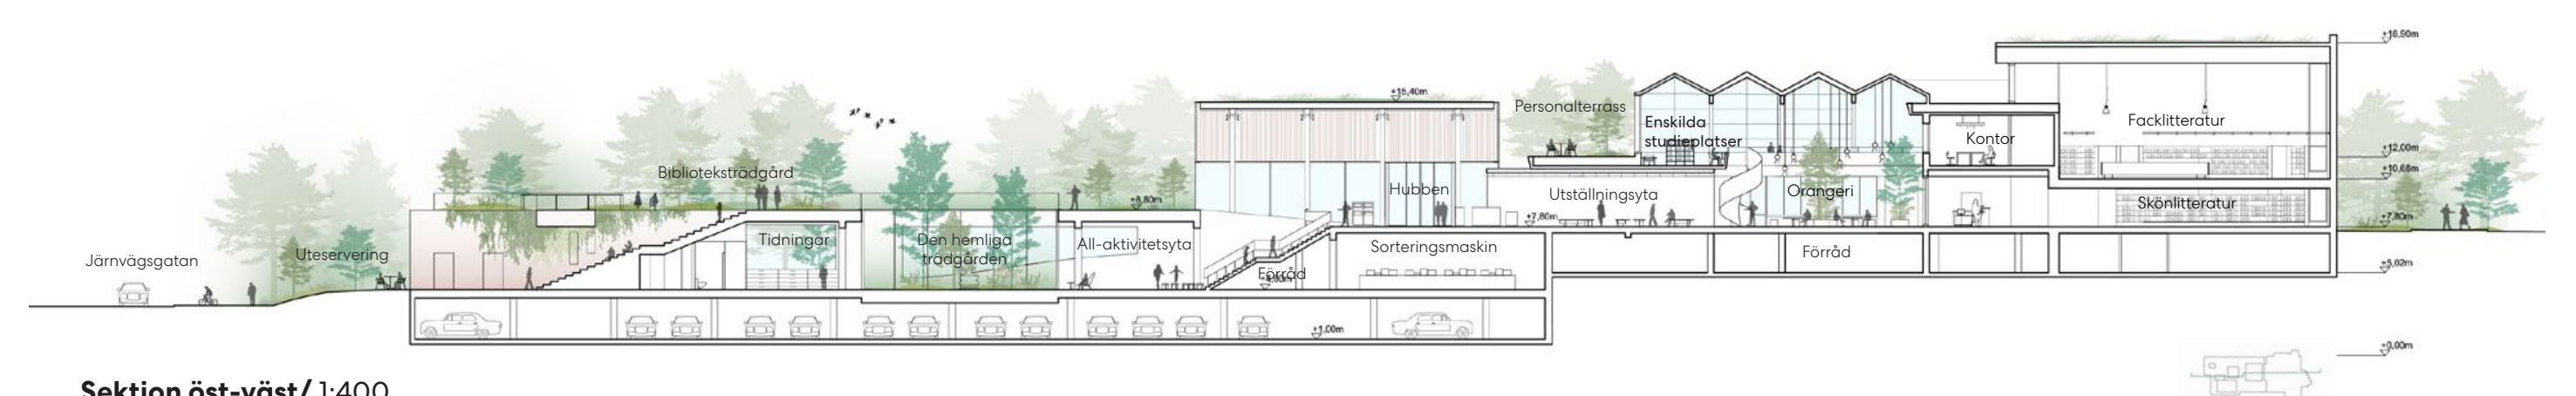 +18,90m
+15,40m
Personalterrass
Enskilda
studieplatser
Facklitteratur
Kontor
+12,00m
Biblioteksträdgård
+10,68m
Hubben
Utställningsyta
Orangeri
+8,80m
Skönlitteratur
+7,80m
+7,80m
Tidningar
Den hemliga
trädgården
All-aktivitetsyta
Sorteringsmaskin
Förråd
Järnvägsgatan
Uteservering
Förråd
+5,02m
+1,00m
+0,00m
Sektion öst-väst/ 1:400